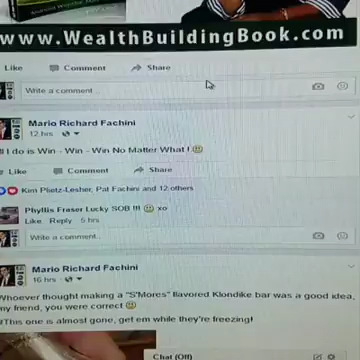 www.WealthBuildingBook.com
Like Comment Share
Write a comment...
Mario Richard Fachini
12 hrs
I do is Win - Win - Win No Matter What !
Like Comment Share
Kim Plietz-Lesher, Pat Fachini and 12 others
Phyllis Fraser Lucky SOB !!! xo
Like Reply 5 hrs
Write a comment...
Mario Richard Fachini
16 hrs
Whoever thought making a "S'Mores" flavored Klondike bar was a good idea,
my friend, you were correct
#This one is almost gone, get em while they're freezing!
Chat (Off)